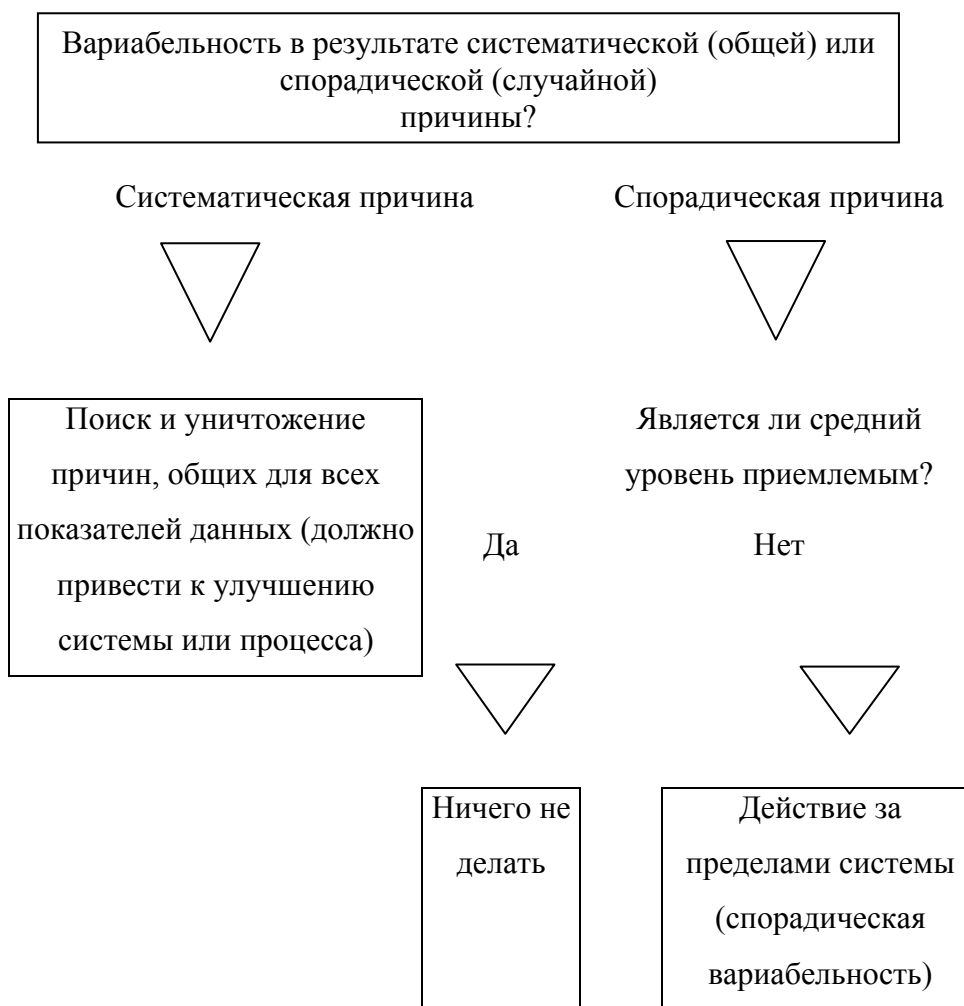 Вариабельность в результате систематической (общей) или
спорадической (случайной)
причины?
Систематическая причина
Спорадическая причина
Поиск и уничтожение
причин, общих для всех
показателей данных (должно
привести к улучшению
системы или процесса)
Является ли средний
уровень приемлемым?
Да
Нет
Ничего не
делать
Действие за
пределами системы
(спорадическая
вариабельность)